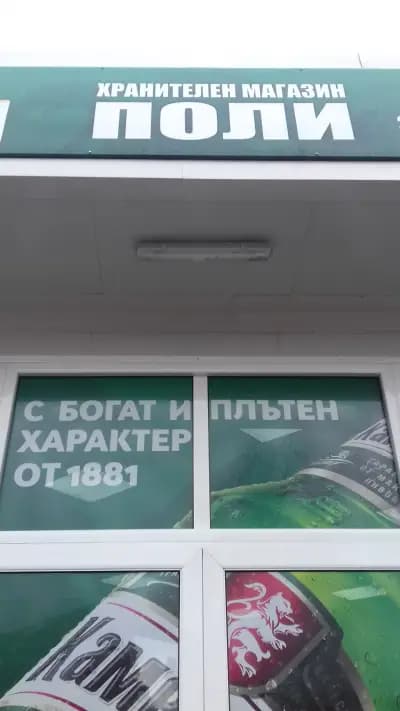 ХРАНИТЕЛЕН МАГАЗИН
ПОЛИ
С БОГАТ И ПЛЪТЕН
ХАРАКТЕР
ОТ 1881